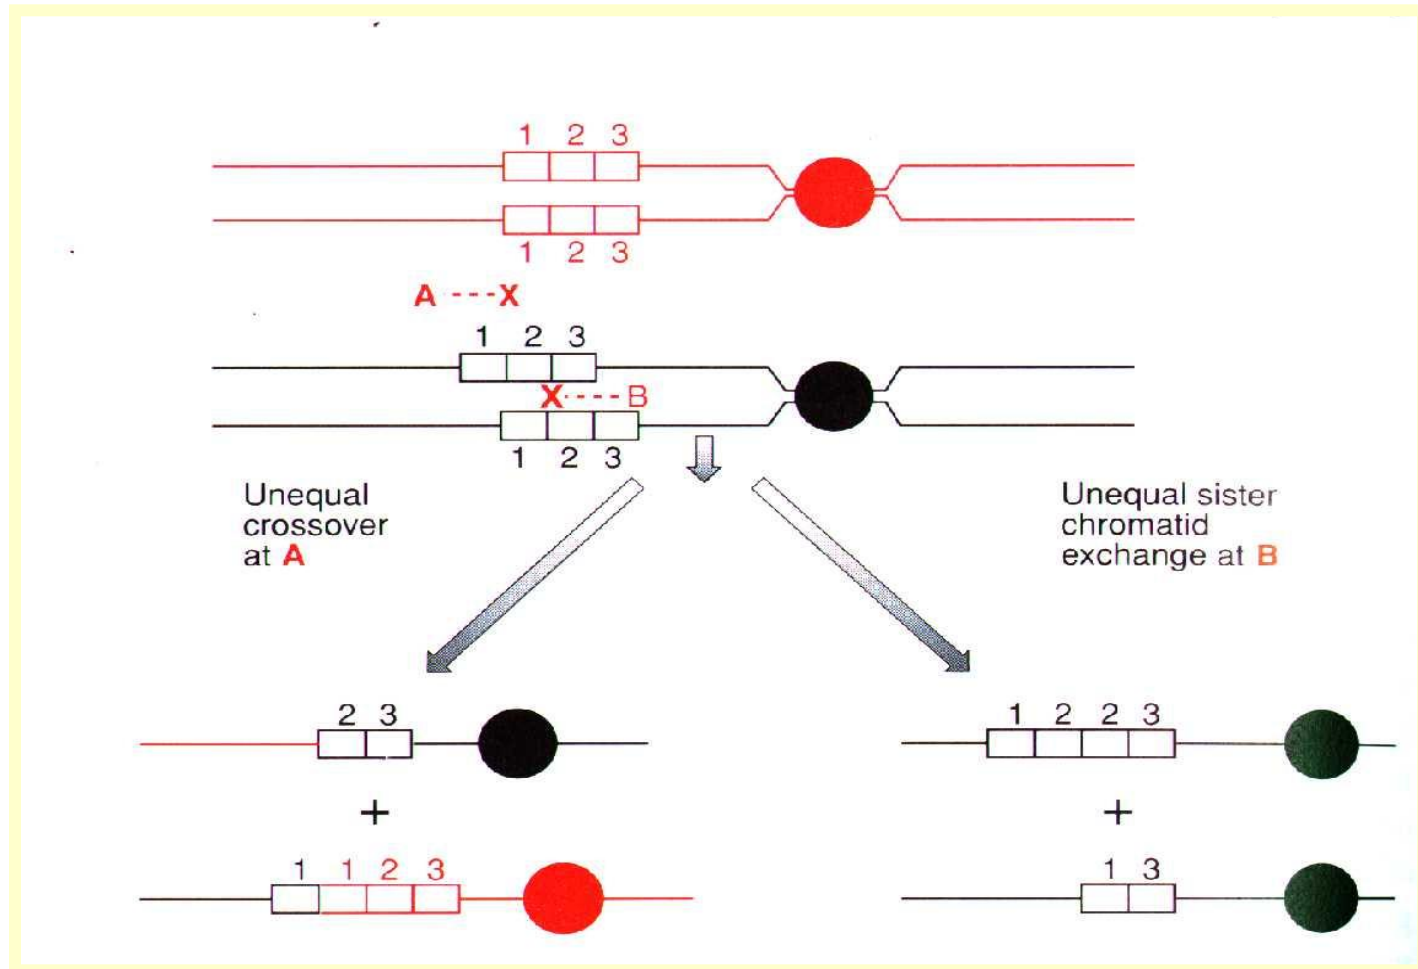 1 2 3
1 2 3
A ---- X
1 2 3
X ---- B
1 2 3
Unequal
crossover
at A
Unequal sister
chromatid
exchange at B
2 3
1 2 2 3
+
+
1 1 2 3
1 3